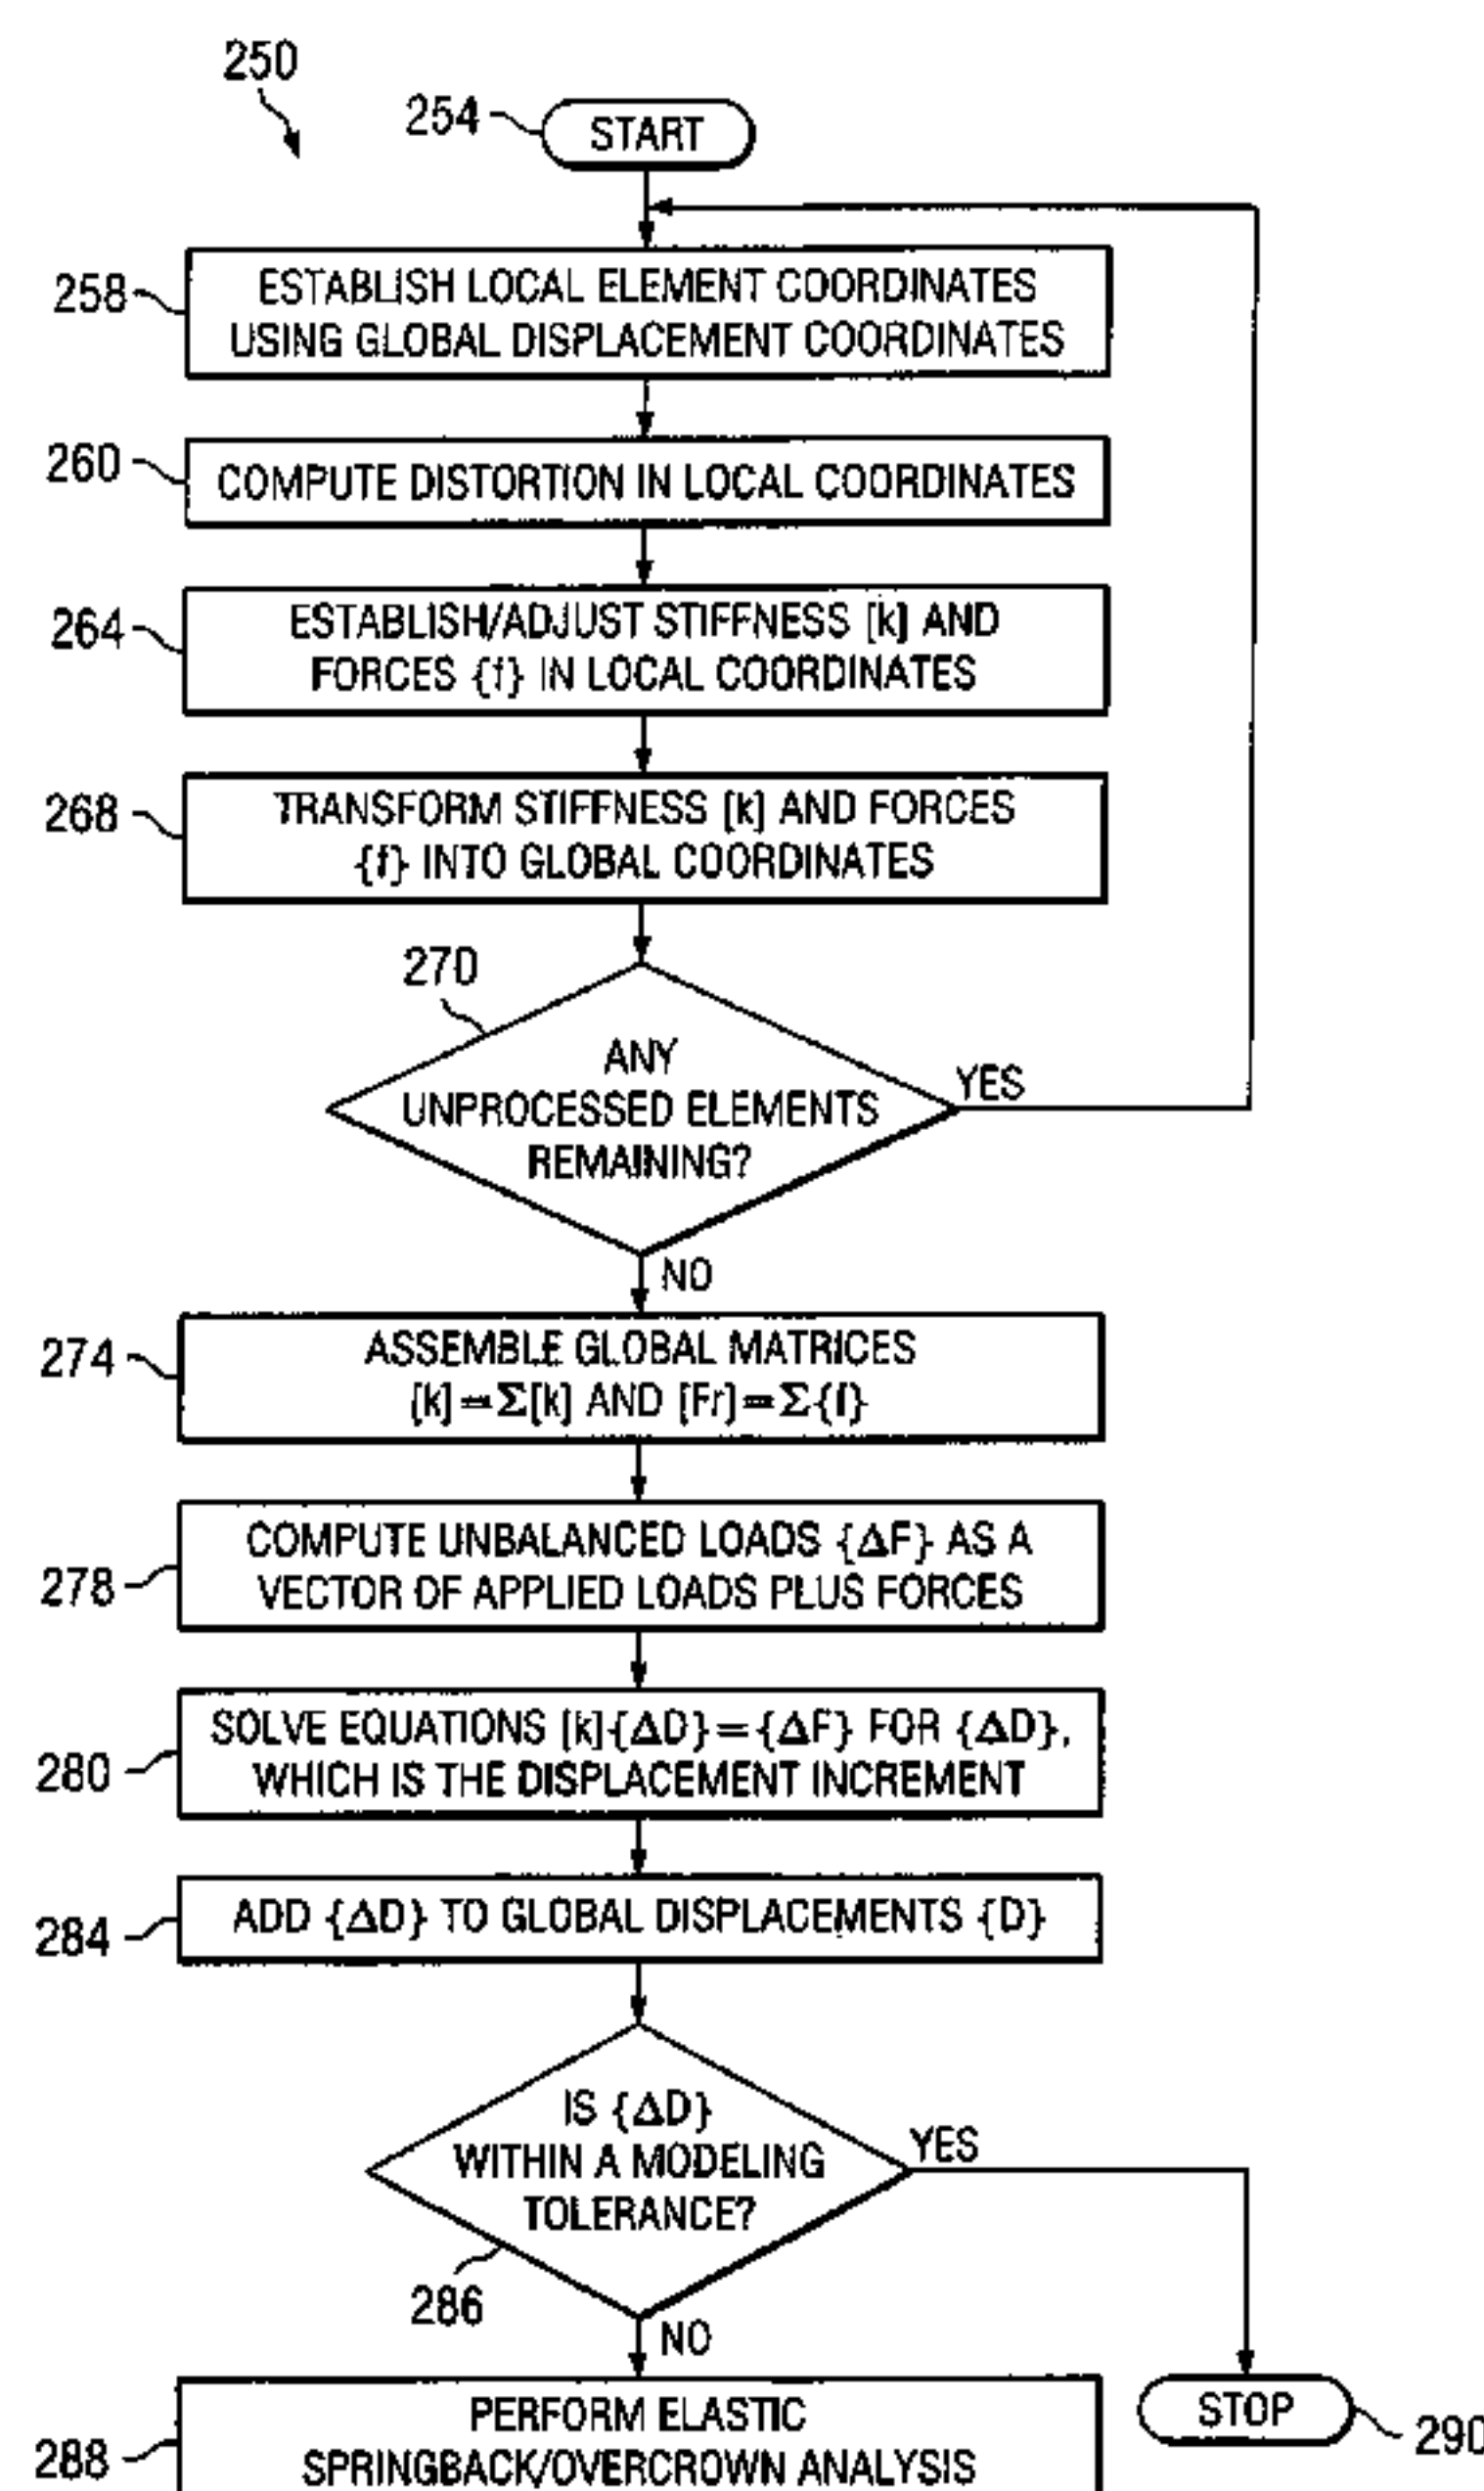 250
254
START
258
ESTABLISH LOCAL ELEMENT COORDINATES
USING GLOBAL DISPLACEMENT COORDINATES
260
COMPUTE DISTORTION IN LOCAL COORDINATES
264
ESTABLISH/ADJUST STIFFNESS [k] AND
FORCES {f} IN LOCAL COORDINATES
268
TRANSFORM STIFFNESS [k] AND FORCES
{f} INTO GLOBAL COORDINATES
270
ANY
UNPROCESSED ELEMENTS
REMAINING?
YES
NO
274
ASSEMBLE GLOBAL MATRICES
[k]=Σ[k] AND [Fr]=Σ{f}
278
COMPUTE UNBALANCED LOADS {ΔF} AS A
VECTOR OF APPLIED LOADS PLUS FORCES
280
SOLVE EQUATIONS [k]{ΔD}={ΔF} FOR {ΔD},
WHICH IS THE DISPLACEMENT INCREMENT
284
ADD {ΔD} TO GLOBAL DISPLACEMENTS {D}
IS {ΔD}
WITHIN A MODELING
TOLERANCE?
YES
286
NO
288
PERFORM ELASTIC
SPRINGBACK/OVERCROWN ANALYSIS
STOP
290